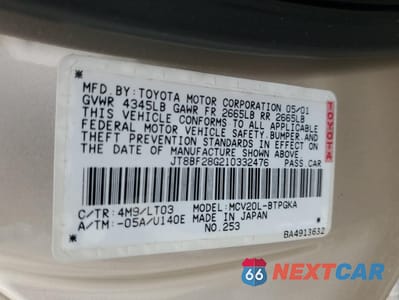 MFD. BY: TOYOTA MOTOR CORPORATION 05/01
GVWR 4345LB GAWR FR 2665LB RR 2665LB
THIS VEHICLE CONFORMS TO ALL APPLICABLE
FEDERAL MOTOR VEHICLE SAFETY, BUMPER, AND
THEFT PREVENTION STANDARDS IN EFFECT ON
THE DATE OF MANUFACTURE SHOWN ABOVE.
JT8BF28G210332476 PASS.CAR
TOYOTA
C/TR: 4M9/LT03 MODEL: MCV20L-BTPGKA
A/TM: -05A/U140E MADE IN JAPAN
NO.253
BA4913632
66 NEXTCAR